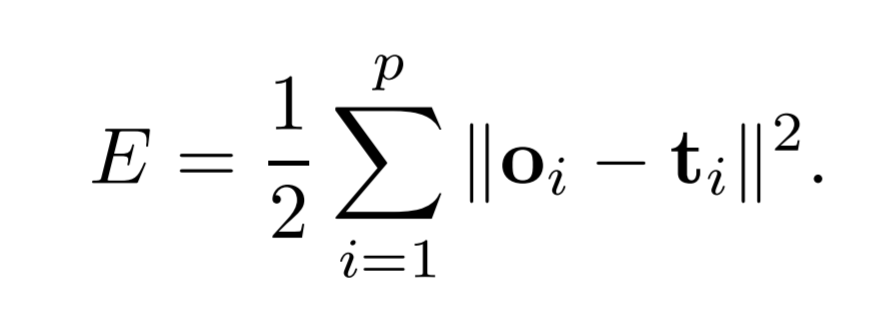 E = \frac{1}{2} \sum_{i=1}^{p} \|\mathbf{o}_i - \mathbf{t}_i\|^2.